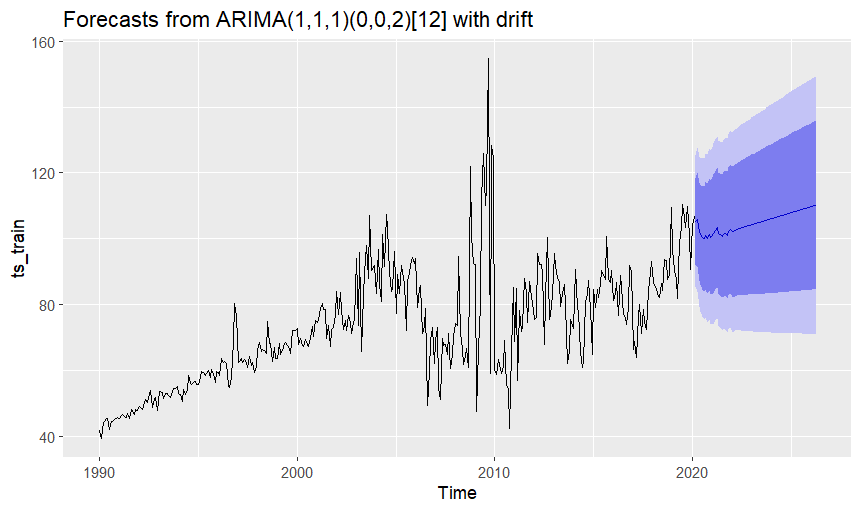 Forecasts from ARIMA(1,1,1)(0,0,2)[12] with drift
160
120
80
40
ts_train
1990
2000
2010
2020
Time